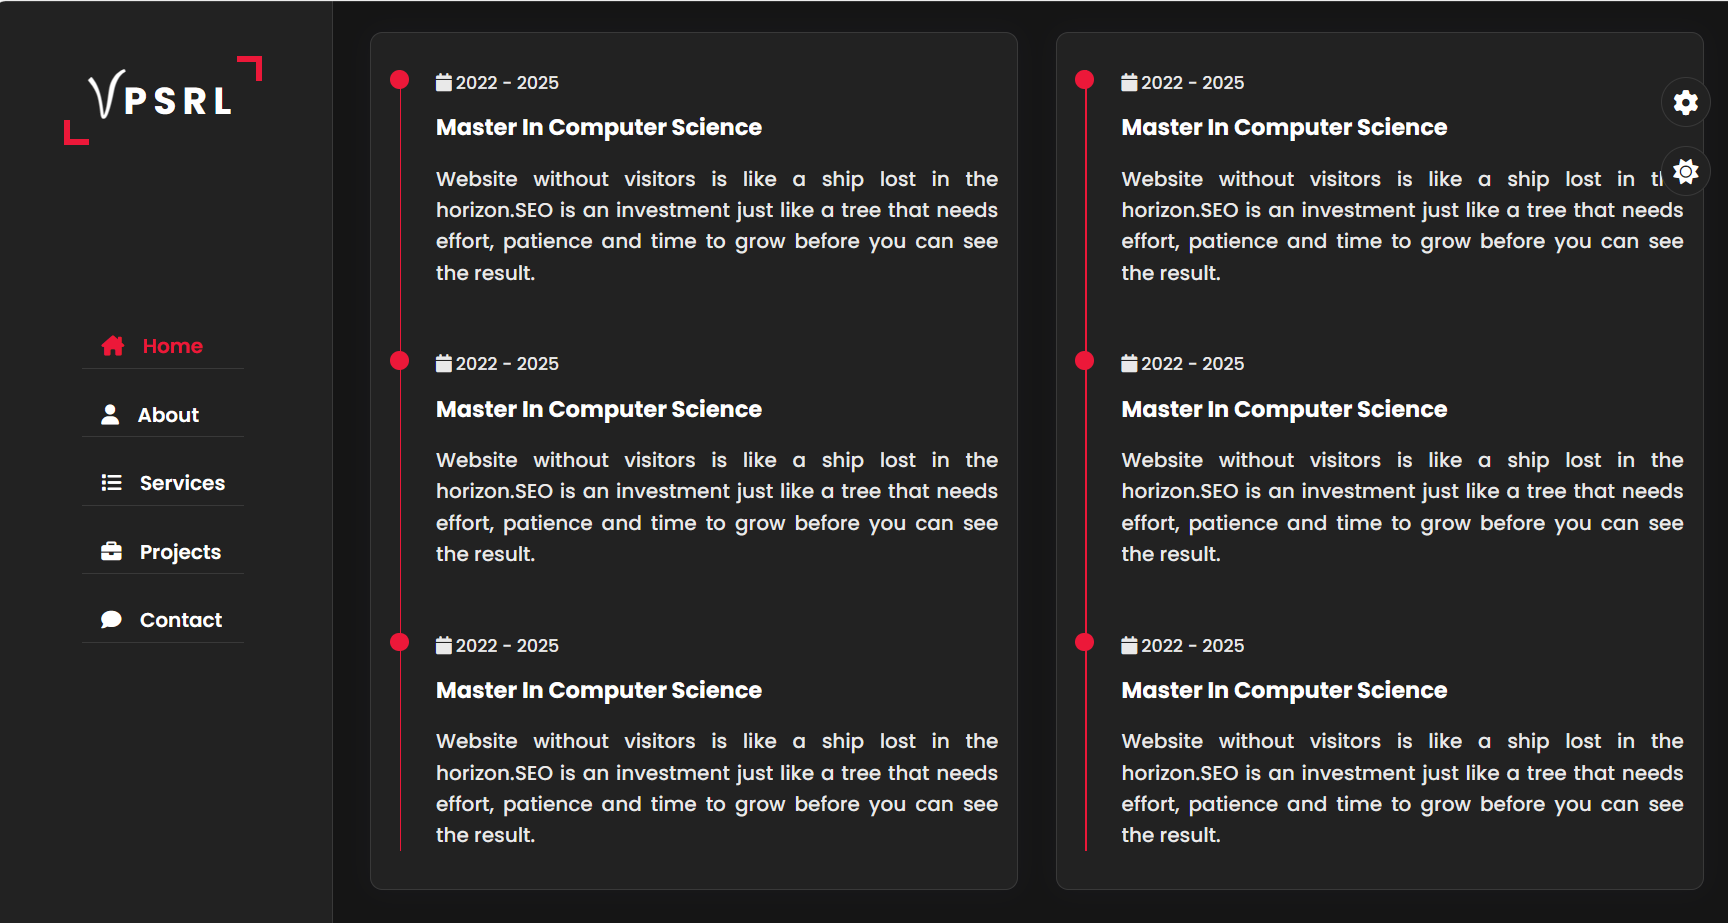 VPSRL
Home
About
Services
Projects
Contact
2022 - 2025
Master In Computer Science
Website without visitors is like a ship lost in the
horizon.SEO is an investment just like a tree that needs
effort, patience and time to grow before you can see
the result.
2022 - 2025
Master In Computer Science
Website without visitors is like a ship lost in the
horizon.SEO is an investment just like a tree that needs
effort, patience and time to grow before you can see
the result.
2022 - 2025
Master In Computer Science
Website without visitors is like a ship lost in the
horizon.SEO is an investment just like a tree that needs
effort, patience and time to grow before you can see
the result.
2022 - 2025
Master In Computer Science
Website without visitors is like a ship lost in
horizon.SEO is an investment just like a tree that needs
effort, patience and time to grow before you can see
the result.
2022 - 2025
Master In Computer Science
Website without visitors is like a ship lost in the
horizon.SEO is an investment just like a tree that needs
effort, patience and time to grow before you can see
the result.
2022 - 2025
Master In Computer Science
Website without visitors is like a ship lost in the
horizon.SEO is an investment just like a tree that needs
effort, patience and time to grow before you can see
the result.